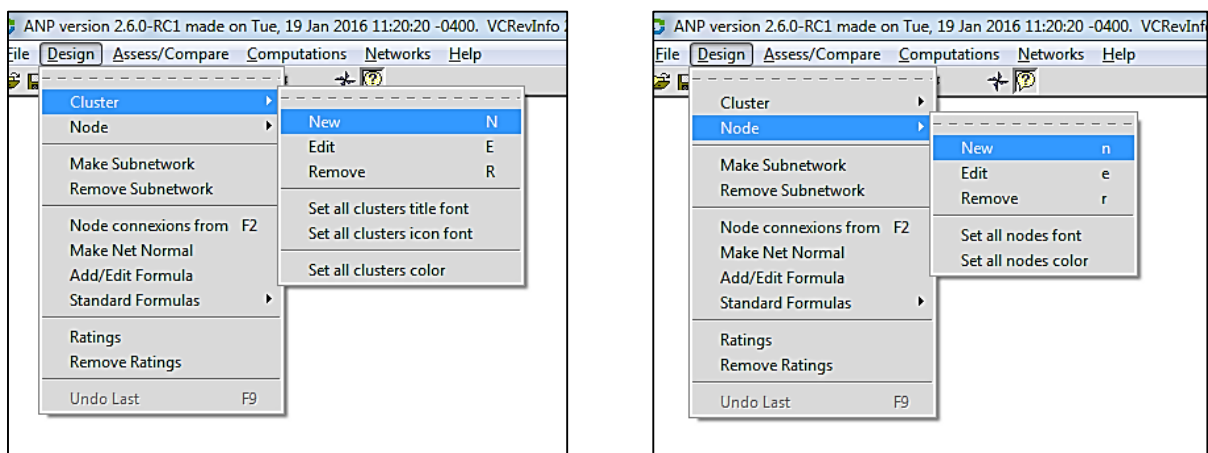 ANP version 2.6.0-RC1 made on Tue, 19 Jan 2016 11:20:20 -0400. VCRevInfo
File Design Assess/Compare Computations Networks Help
Cluster
Node
Make Subnetwork
Remove Subnetwork
Node connexions from F2
Make Net Normal
Add/Edit Formula
Standard Formulas
Ratings
Remove Ratings
Undo Last F9
New N
Edit E
Remove R
Set all clusters title font
Set all clusters icon font
Set all clusters color
ANP version 2.6.0-RC1 made on Tue, 19 Jan 2016 11:20:20 -0400. VCRevInf
File Design Assess/Compare Computations Networks Help
Cluster
Node
Make Subnetwork
Remove Subnetwork
Node connexions from F2
Make Net Normal
Add/Edit Formula
Standard Formulas
Ratings
Remove Ratings
Undo Last F9
New n
Edit e
Remove r
Set all nodes font
Set all nodes color